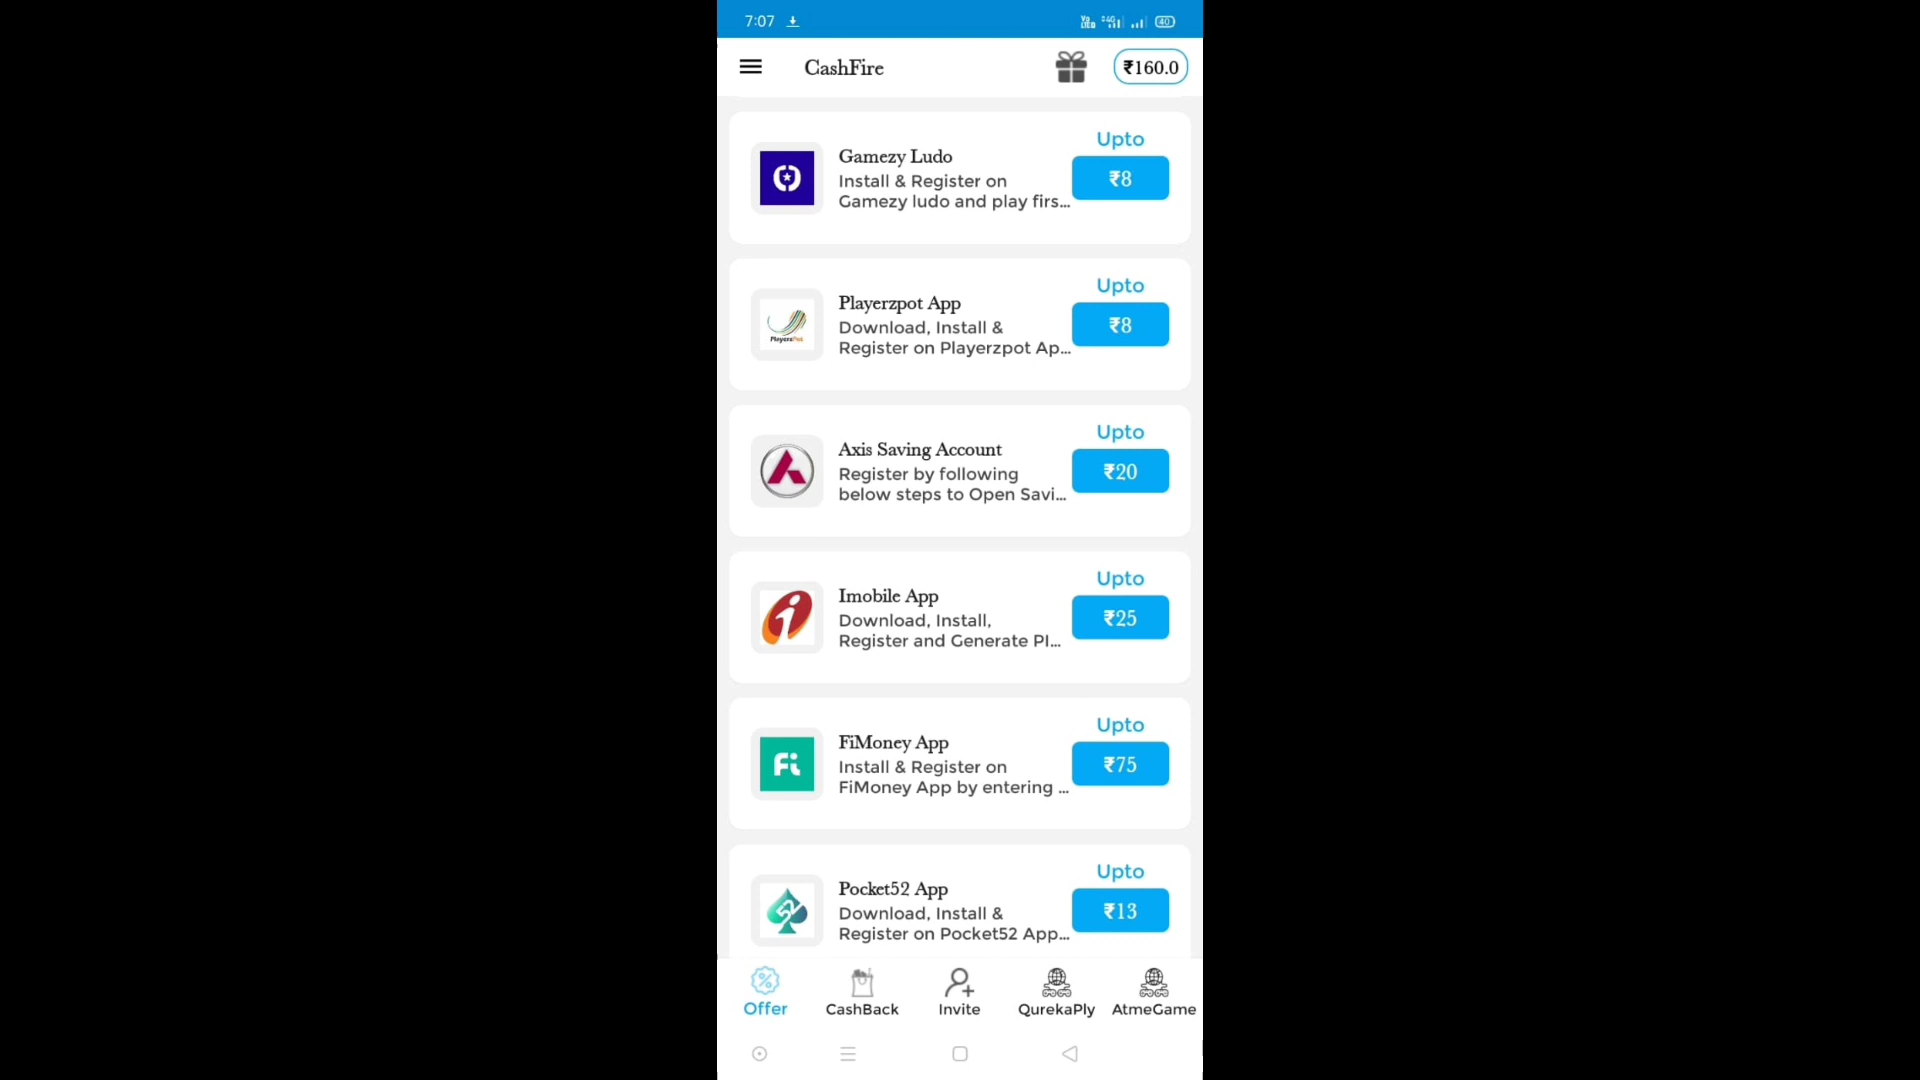 7:07
40
CashFire
₹160.0
Upto
Gamezy Ludo
Install & Register on
Gamezy ludo and play firs...
₹8
Upto
Playerzpot App
Download, Install &
Register on Playerzpot Ap...
₹8
Upto
Axis Saving Account
Register by following
below steps to Open Savi...
₹20
Upto
Imobile App
Download, Install,
Register and Generate PI...
₹25
Upto
FiMoney App
Install & Register on
FiMoney App by entering ...
₹75
Fi
Upto
Pocket52 App
Download, Install &
Register on Pocket52 App...
₹13
Offer
CashBack
Invite
QurekaPly
AtmeGame